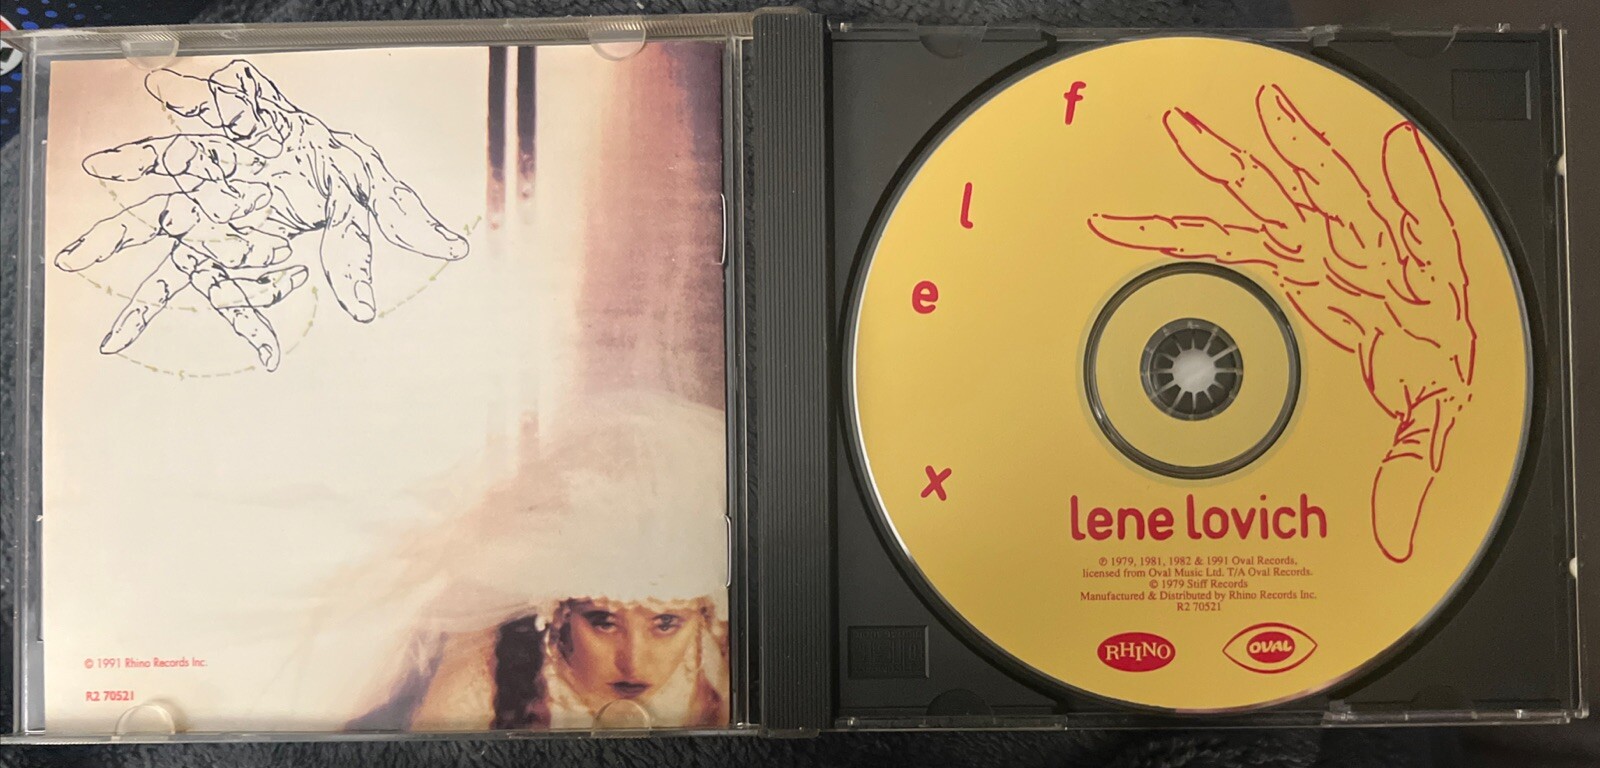 © 1991 Rhino Records Inc.
R2 70521
f
l
e
x
lene lovich
℗ 1979, 1981, 1982 & 1991 Oval Records,
licensed from Oval Music Ltd. T/A Oval Records.
© 1979 Stiff Records
Manufactured & Distributed by Rhino Records Inc.
R2 70521
RHINO
OVAL